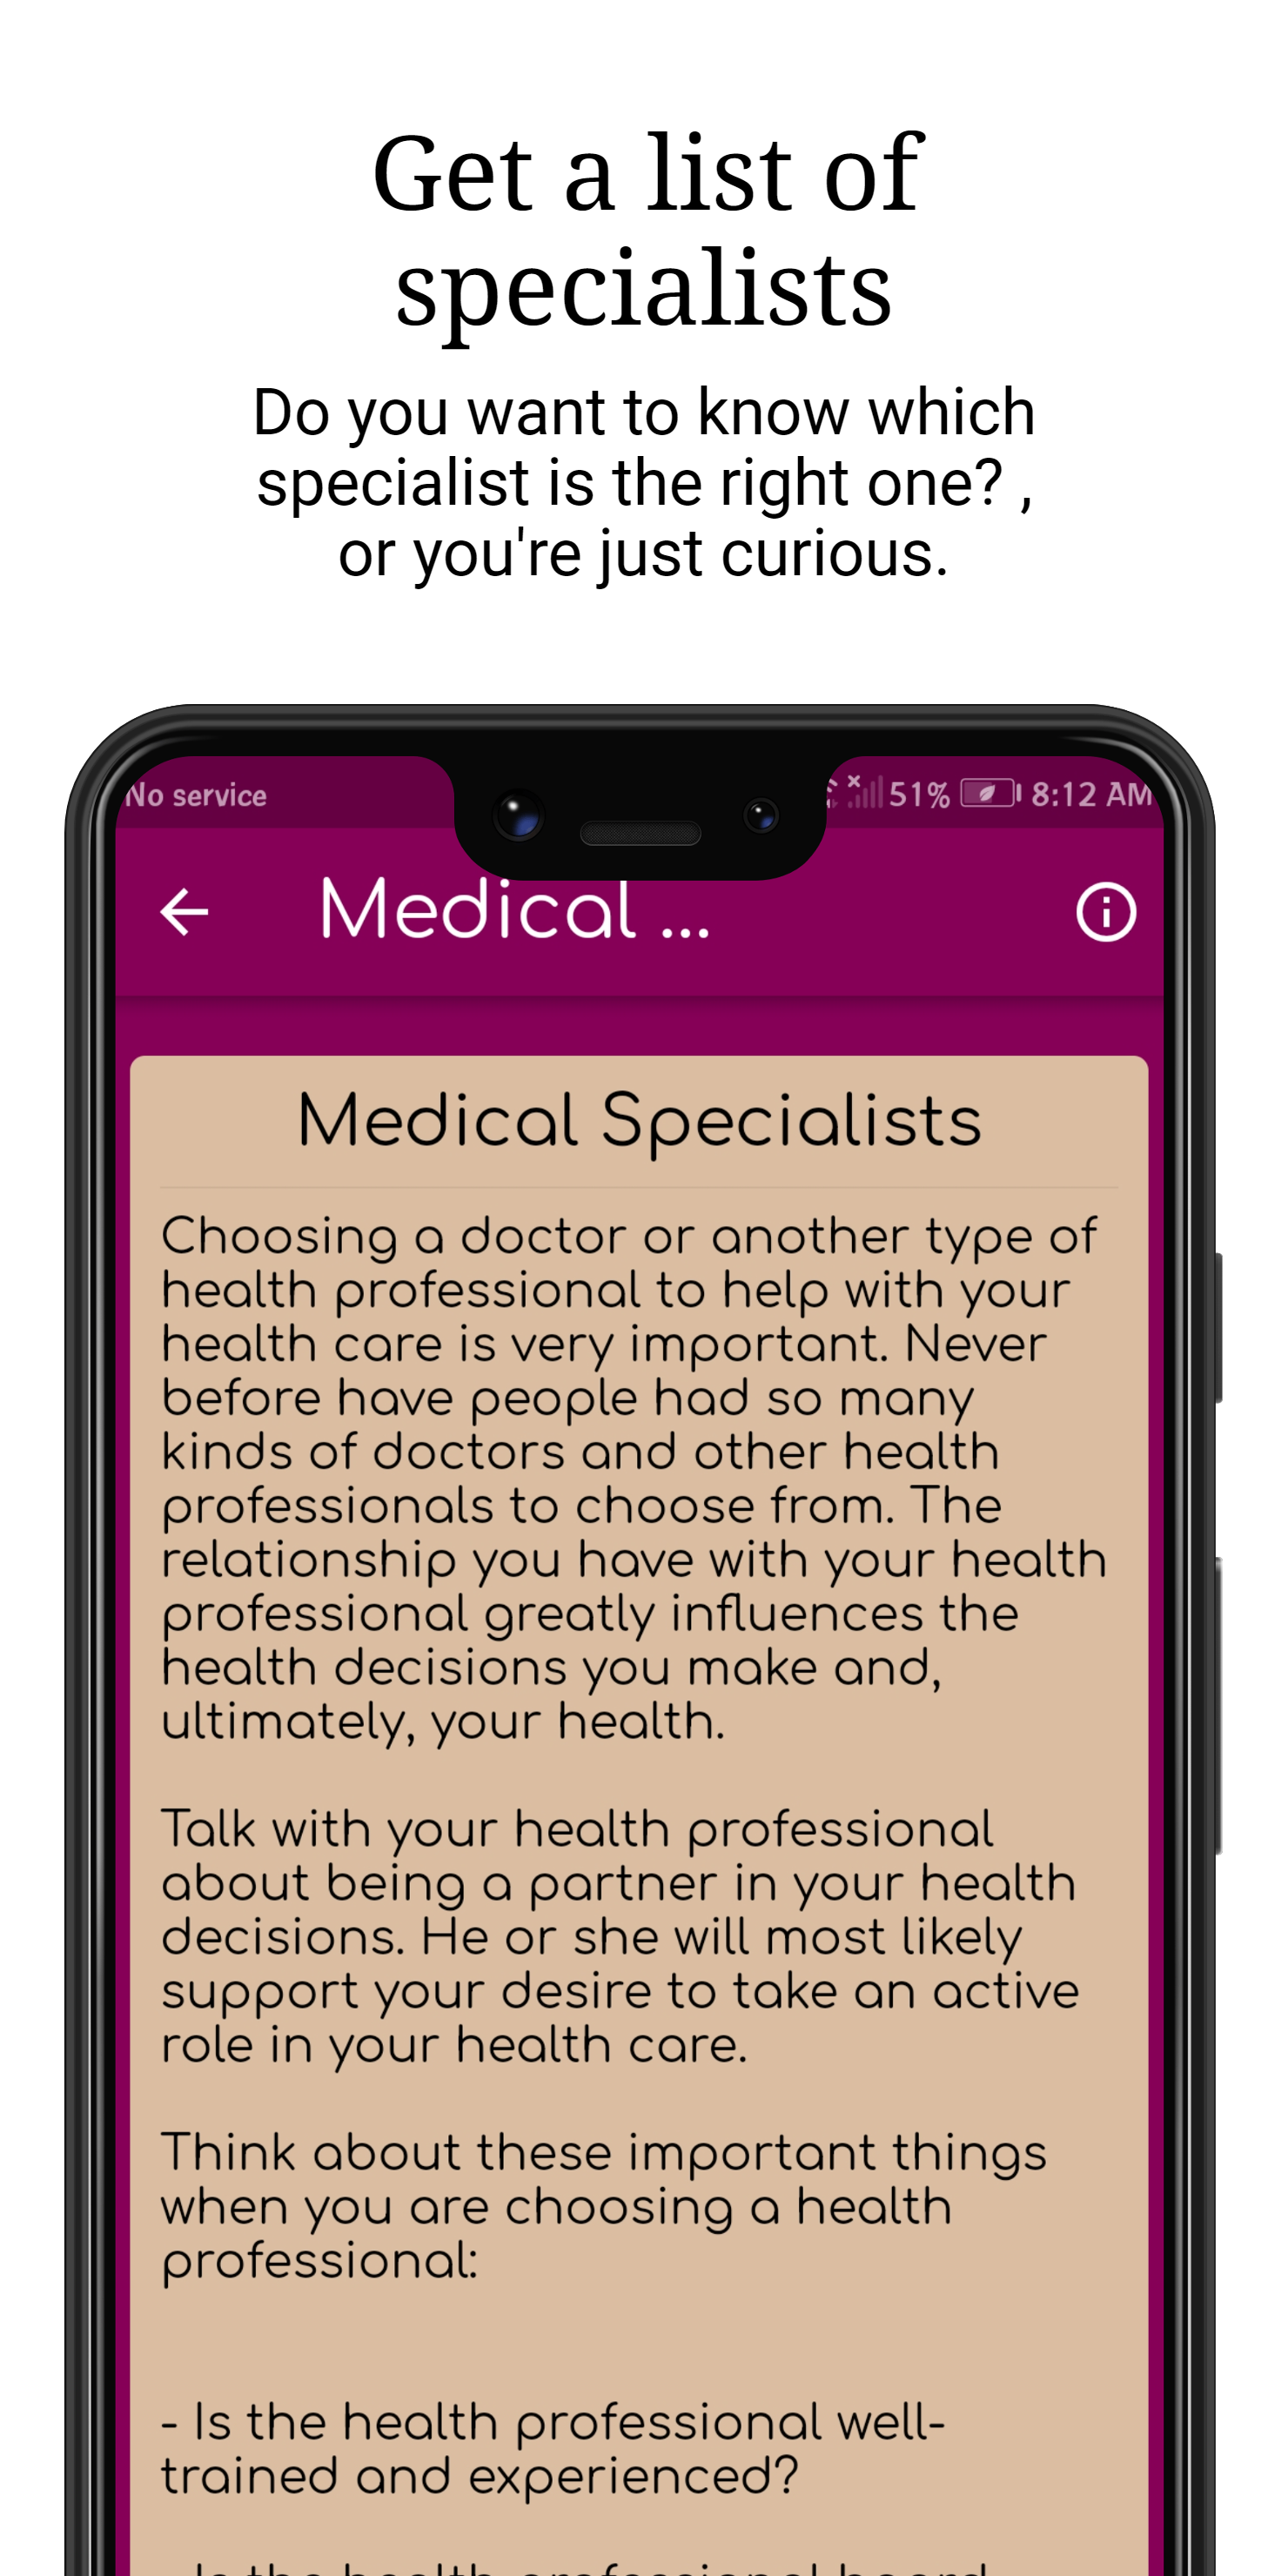 Get a list of
specialists
Do you want to know which
specialist is the right one? ,
or you're just curious.
No service
51%
8:12 AM
Medical ...
Medical Specialists
Choosing a doctor or another type of
health professional to help with your
health care is very important. Never
before have people had so many
kinds of doctors and other health
professionals to choose from. The
relationship you have with your health
professional greatly influences the
health decisions you make and,
ultimately, your health.
Talk with your health professional
about being a partner in your health
decisions. He or she will most likely
support your desire to take an active
role in your health care.
Think about these important things
when you are choosing a health
professional:
- Is the health professional well-
trained and experienced?
- Is the health professional board